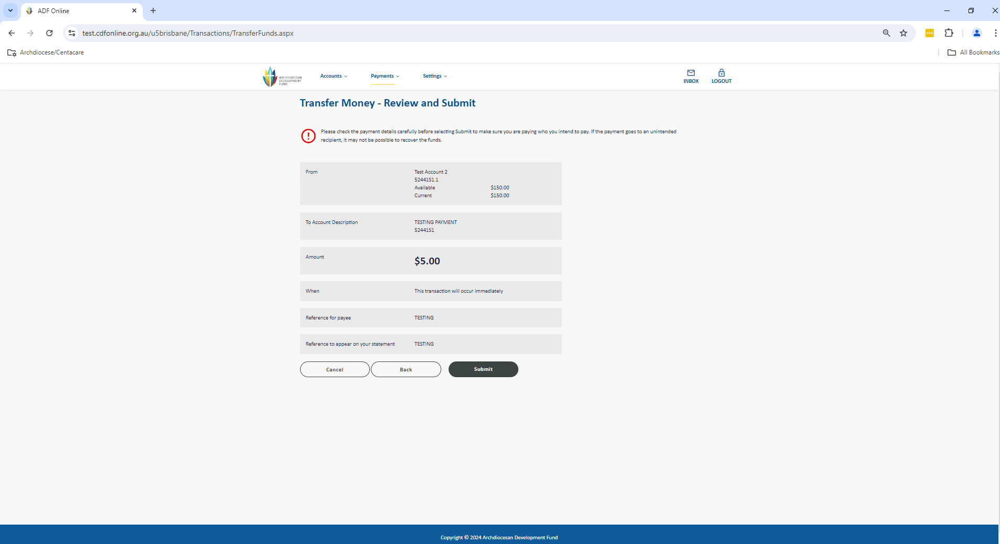 ADF Online
test.cdfonline.org.au/u5brisbane/Transactions/TransferFunds.aspx
Archdiocese/Centacare
All Bookmarks
ARCHDIOCESAN
DEVELOPMENT
FUND
Accounts
Payments
Settings
INBOX
LOGOUT
Transfer Money - Review and Submit
Please check the payment details carefully before selecting Submit to make sure you are paying who you intend to pay. If the payment goes to an unintended
recipient, it may not be possible to recover the funds.
From
Test Account 2
52441S1.1
Available $150.00
Current $150.00
To Account Description
TESTING PAYMENT
52441S1
Amount
$5.00
When
This transaction will occur immediately
Reference for payee
TESTING
Reference to appear on your statement
TESTING
Cancel
Back
Submit
Copyright © 2024 Archdiocesan Development Fund